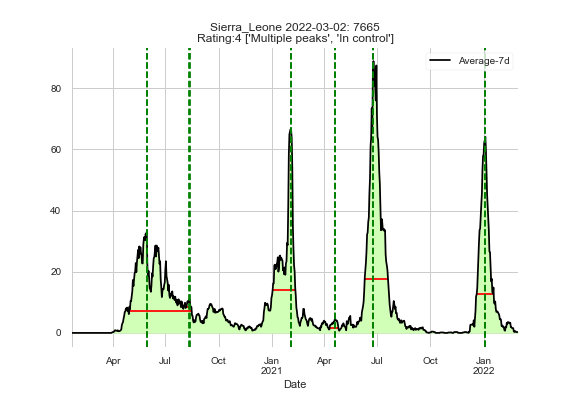 Sierra_Leone 2022-03-02: 7665
Rating:4 ['Multiple peaks', 'In control']
Average-7d
80
60
40
20
0
Apr Jul Oct Jan Apr Jul Oct Jan
2021 2022
Date